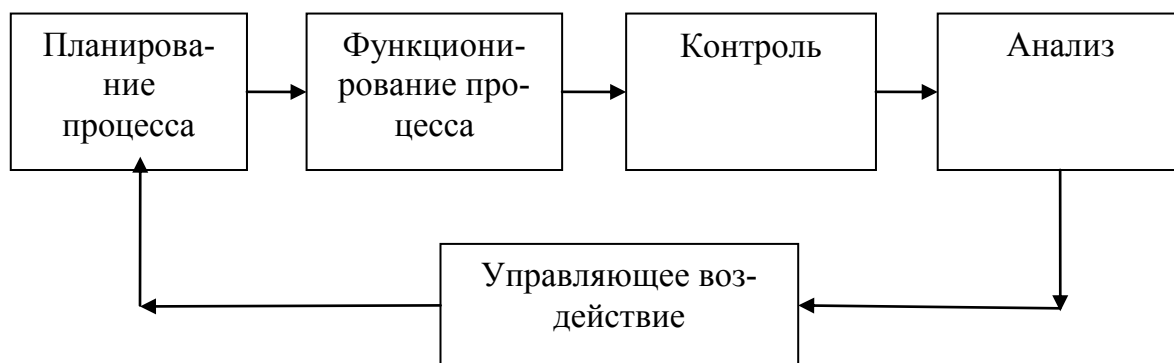 Планирова-
ние
процесса
Функциони-
рование про-
цесса
Контроль
Анализ
Управляющее воз-
действие